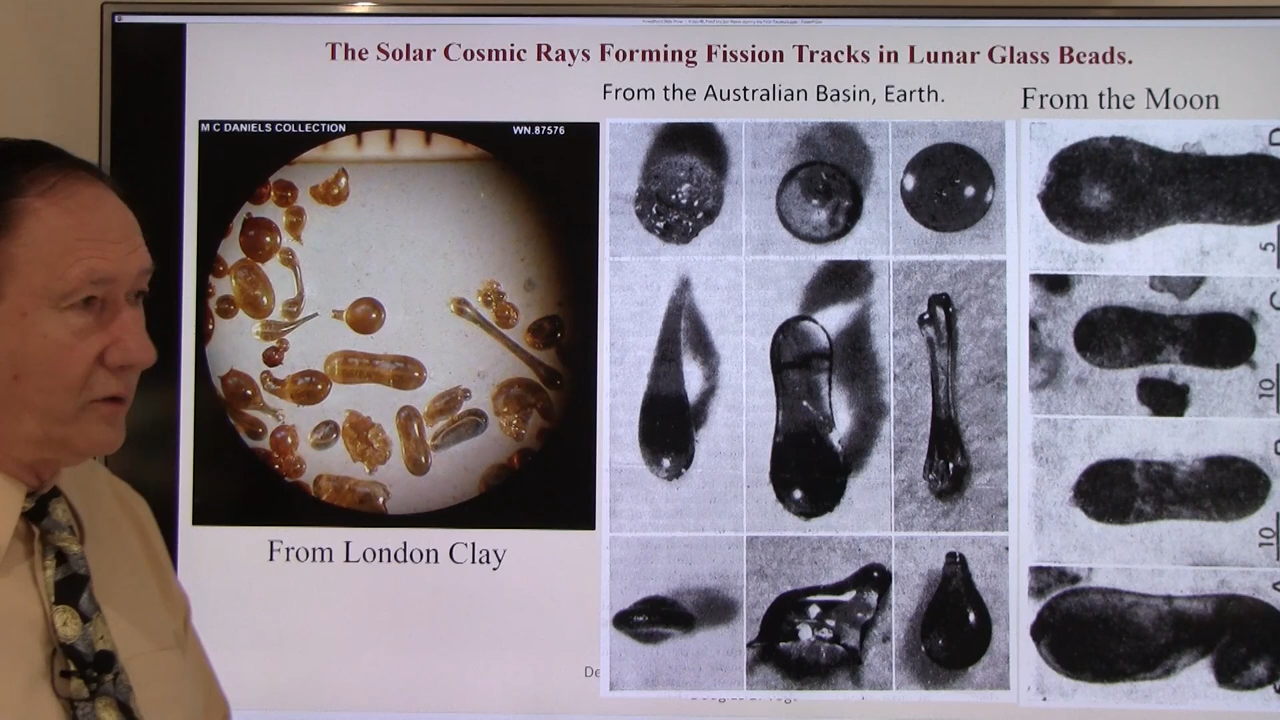 The Solar Cosmic Rays Forming Fission Tracks in Lunar Glass Beads.
From the Australian Basin, Earth.
From the Moon
M C DANIELS COLLECTION
WN.87576
D
5
C
10
10
A
From London Clay
De